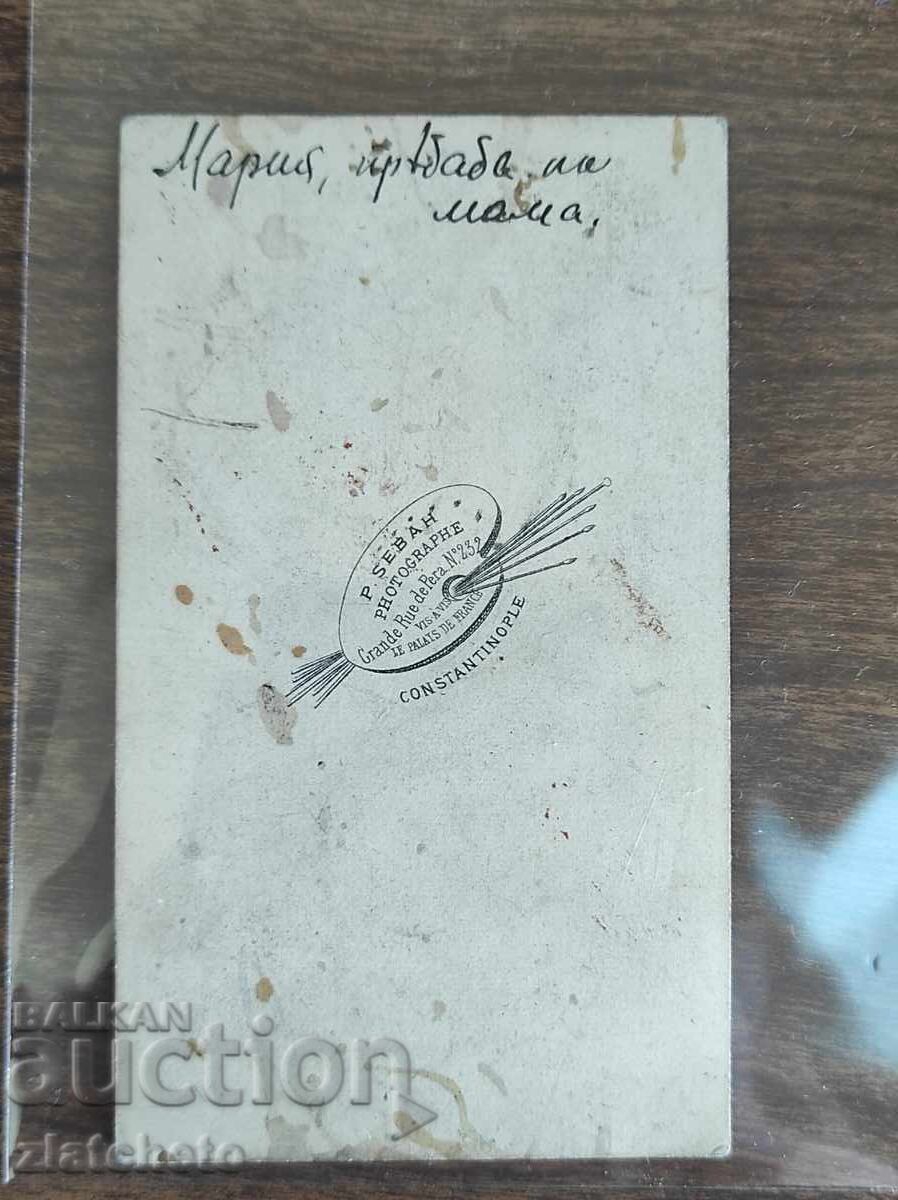 Мария, прѣбаба на
мама.
P. SEBAH
PHOTOGRAPHE
Grande Rue de Pera, Nº 232
VIS-À-VIS
LE PALAIS DE FRANCE
CONSTANTINOPLE
BALKAN
auction
zlatcheto